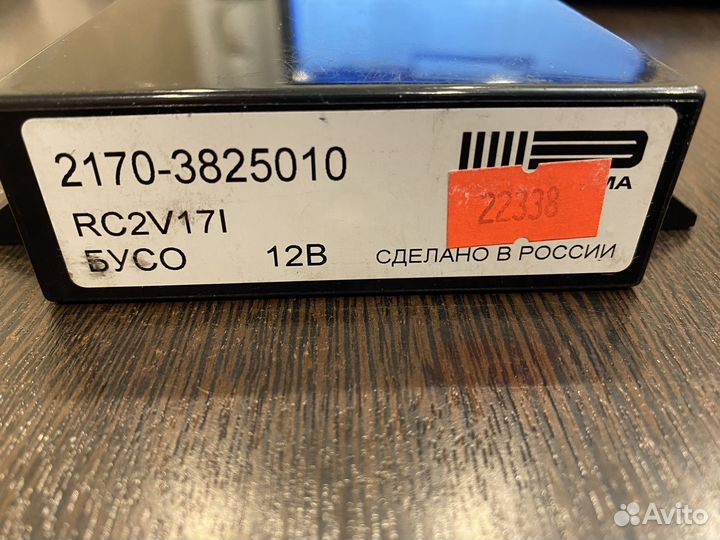 2170-3825010
22338
RC2V17I
БУСО 12В СДЕЛАНО В РОССИИ
Avito